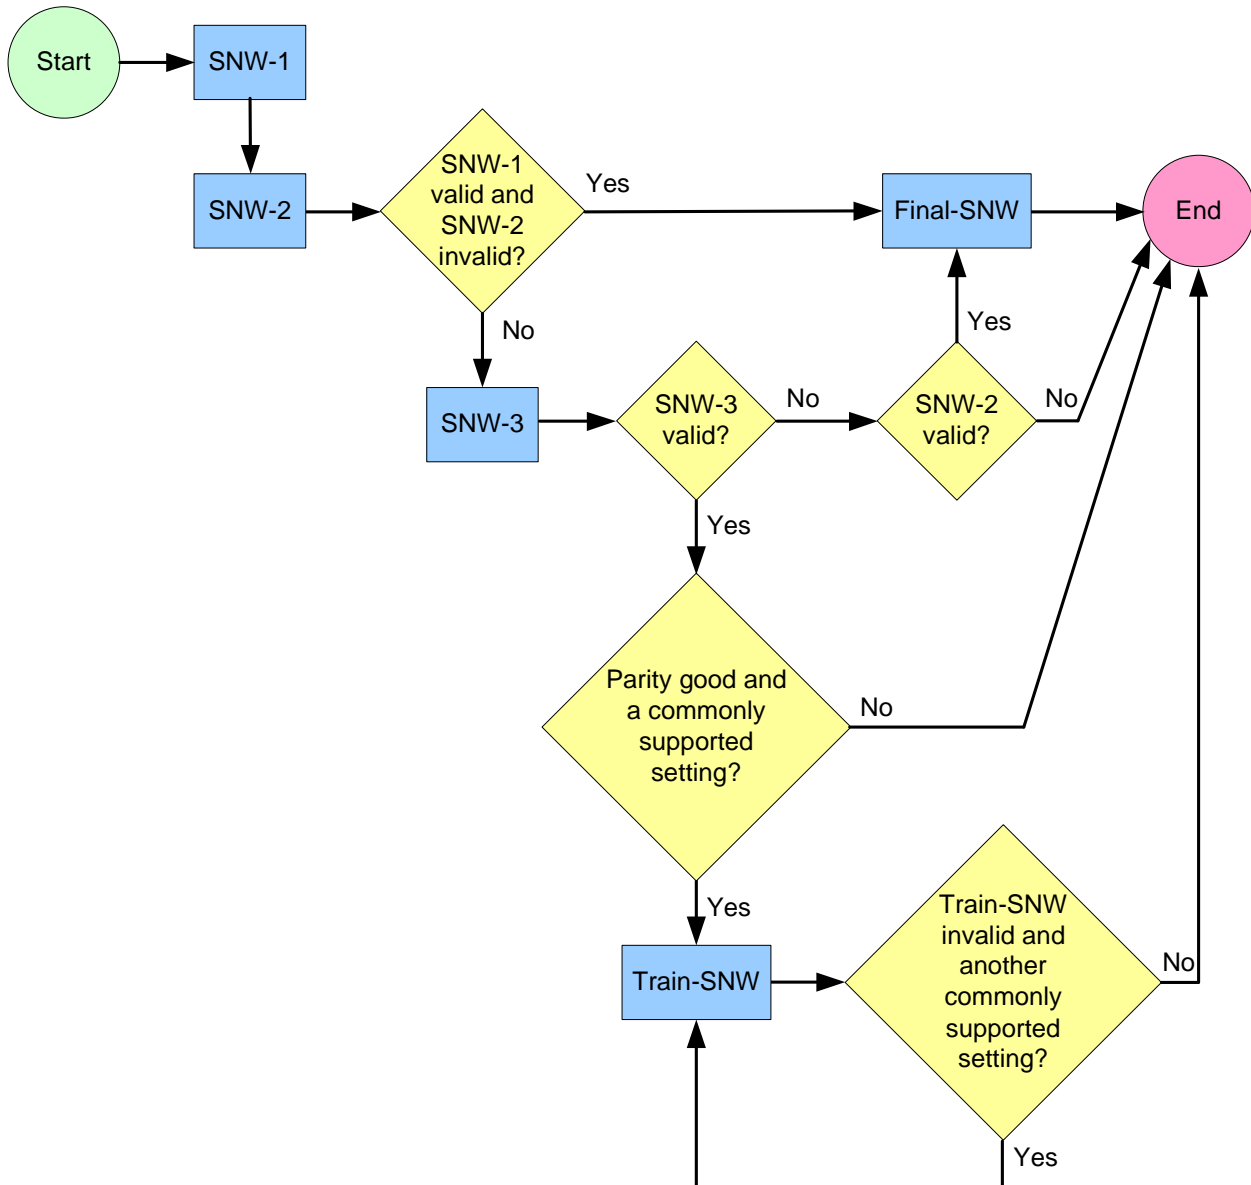 Start
SNW-1
SNW-2
SNW-1
valid and
SNW-2
invalid?
Yes
Final-SNW
End
No
SNW-3
SNW-3
valid?
No
SNW-2
valid?
Yes
No
Yes
Parity good and
a commonly
supported
setting?
No
Yes
Train-SNW
Train-SNW
invalid and
another
commonly
supported
setting?
No
Yes